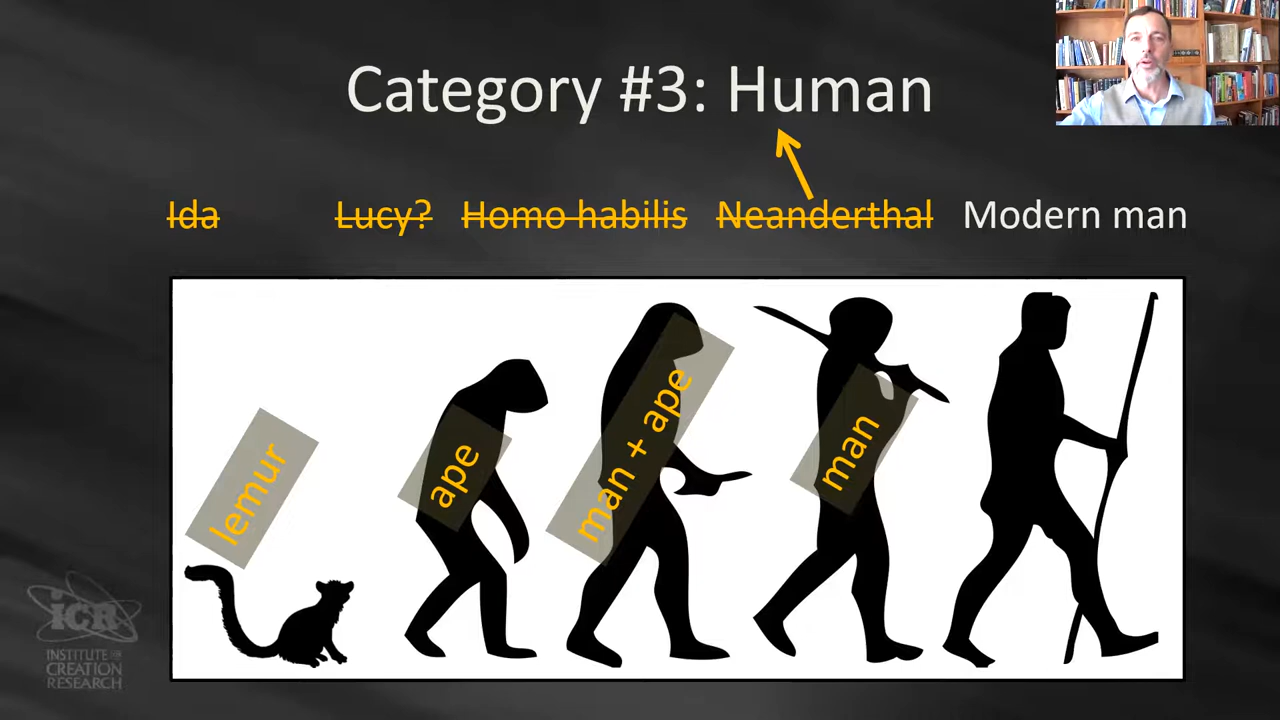 Category #3: Human
Ida Lucy? Homo habilis Neanderthal Modern man
lemur
ape
man + ape
man
iCR
INSTITUTE FOR
CREATION
RESEARCH